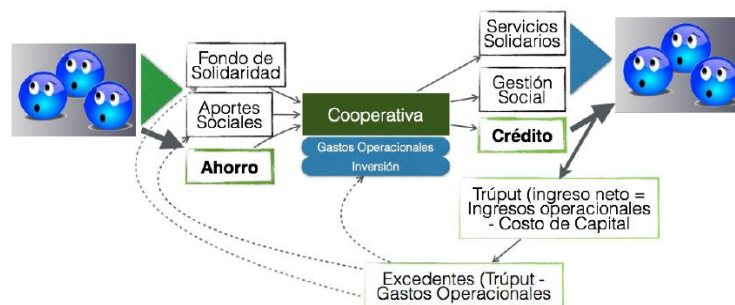 Fondo de
Solidaridad
Aportes
Sociales
Ahorro
Cooperativa
Gastos Operacionales
Inversión
Servicios
Solidarios
Gestión
Social
Crédito
Trúput (ingreso neto =
Ingresos operacionales
- Costo de Capital
Excedentes (Trúput -
Gastos Operacionales